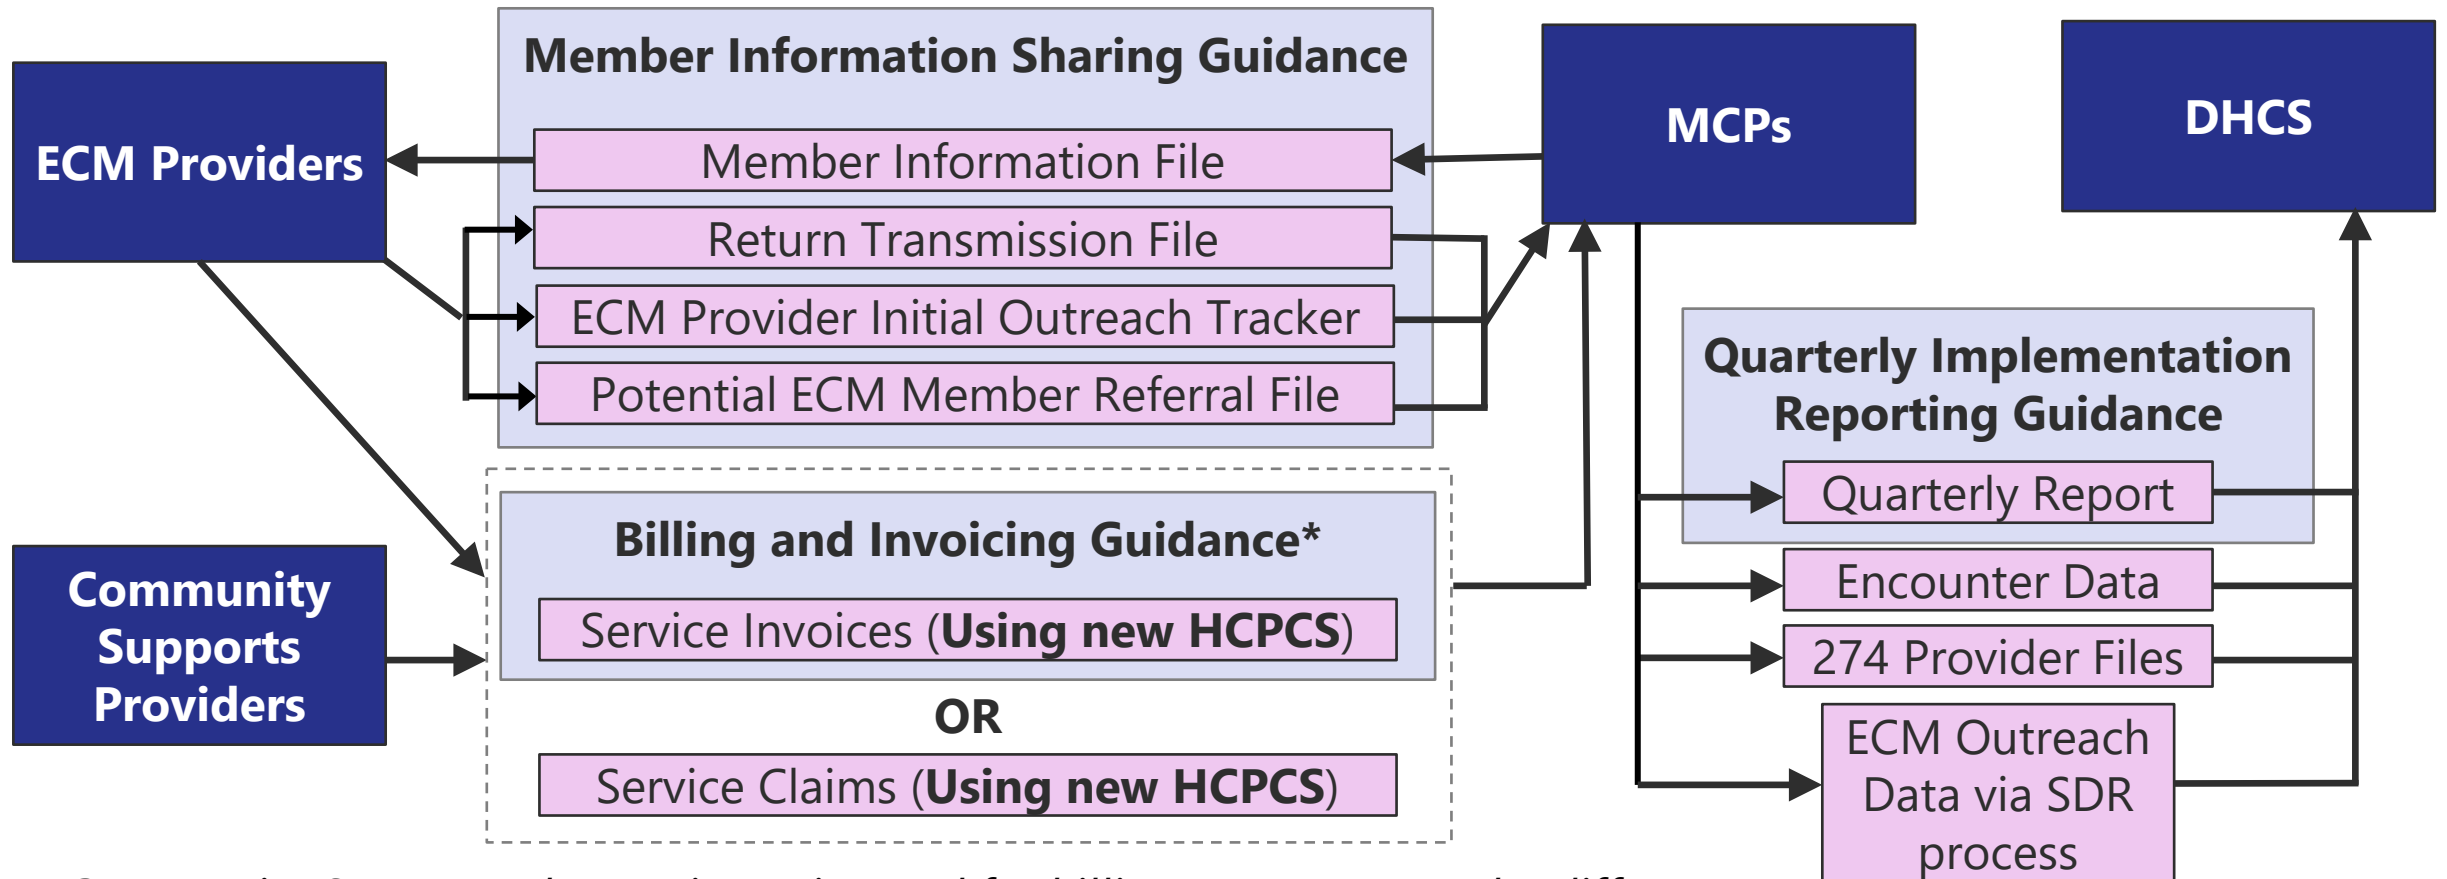 Member Information Sharing Guidance
ECM Providers
Member Information File
Return Transmission File
ECM Provider Initial Outreach Tracker
Potential ECM Member Referral File
MCPs
DHCS
Quarterly Implementation
Reporting Guidance
Quarterly Report
Encounter Data
274 Provider Files
ECM Outreach
Data via SDR
process
Community
Supports
Providers
Billing and Invoicing Guidance*
Service Invoices (Using new HCPCS)
OR
Service Claims (Using new HCPCS)